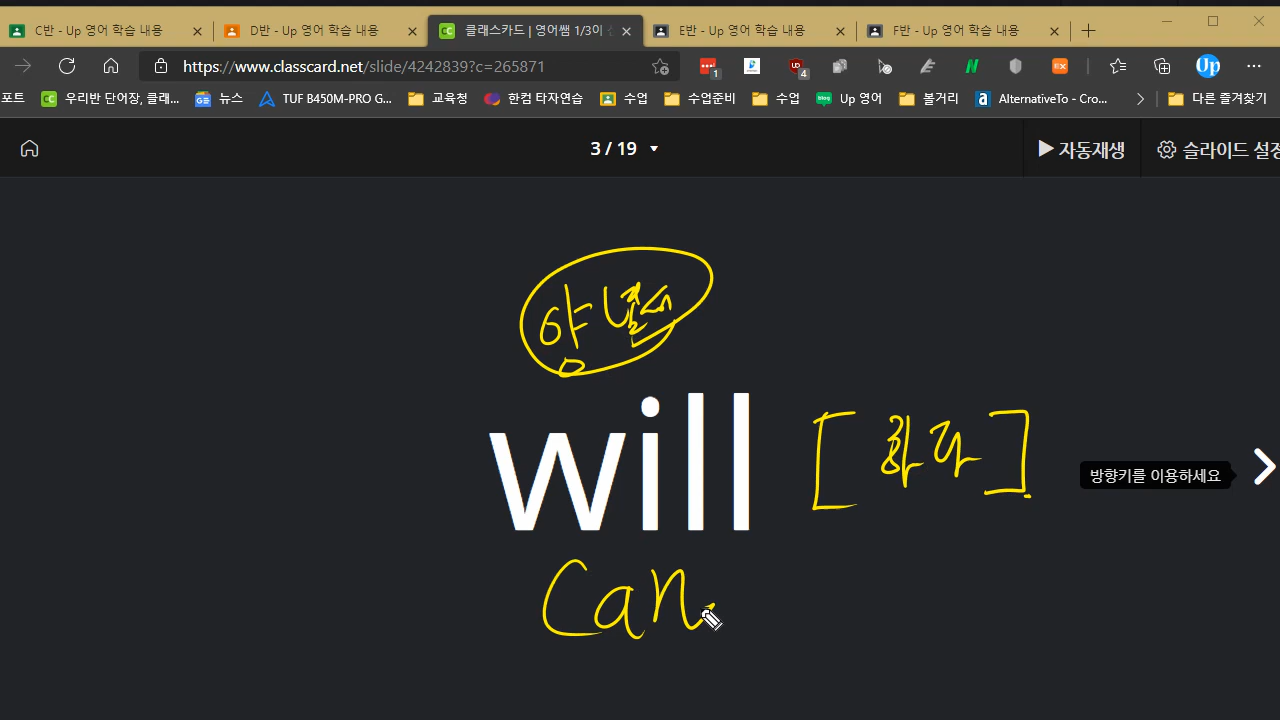 C반 - Up 영어 학습 내용 D반 - Up 영어 학습 내용 클래스카드 | 영어쌤 1/3이 E반 - Up 영어 학습 내용 F반 - Up 영어 학습 내용
https://www.classcard.net/slide/4242839?c=265871
포트 우리반 단어장, 클래... 뉴스 TUF B450M-PRO G... 교육청 한컴 타자연습 수업 수업준비 수업 Up 영어 볼거리 AlternativeTo - Cro... 다른 즐겨찾기
3 / 19 자동재생 슬라이드 설정
will
방향키를 이용하세요
Can